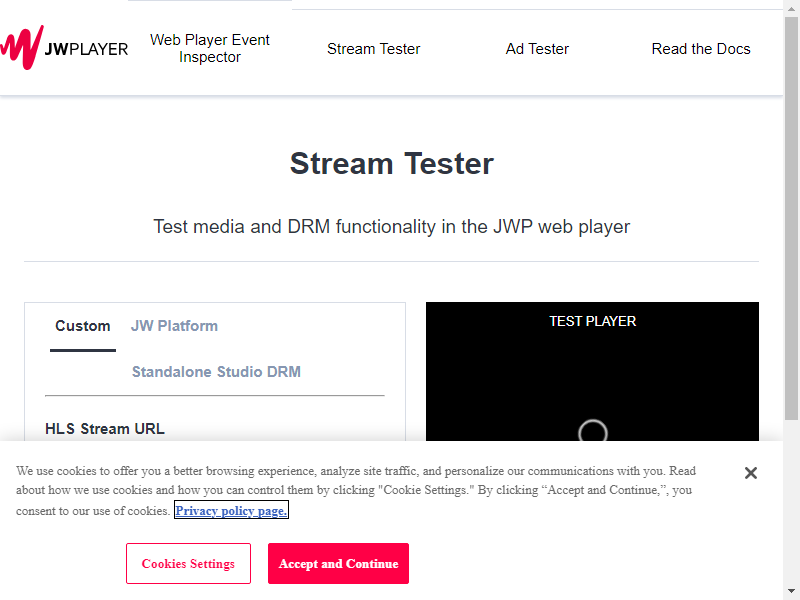 JWPLAYER
Web Player Event
Inspector
Stream Tester
Ad Tester
Read the Docs
Stream Tester
Test media and DRM functionality in the JWP web player
Custom
JW Platform
Standalone Studio DRM
HLS Stream URL
TEST PLAYER
We use cookies to offer you a better browsing experience, analyze site traffic, and personalize our communications with you. Read
about how we use cookies and how you can control them by clicking "Cookie Settings." By clicking “Accept and Continue,”, you
consent to our use of cookies. Privacy policy page.
Cookies Settings
Accept and Continue